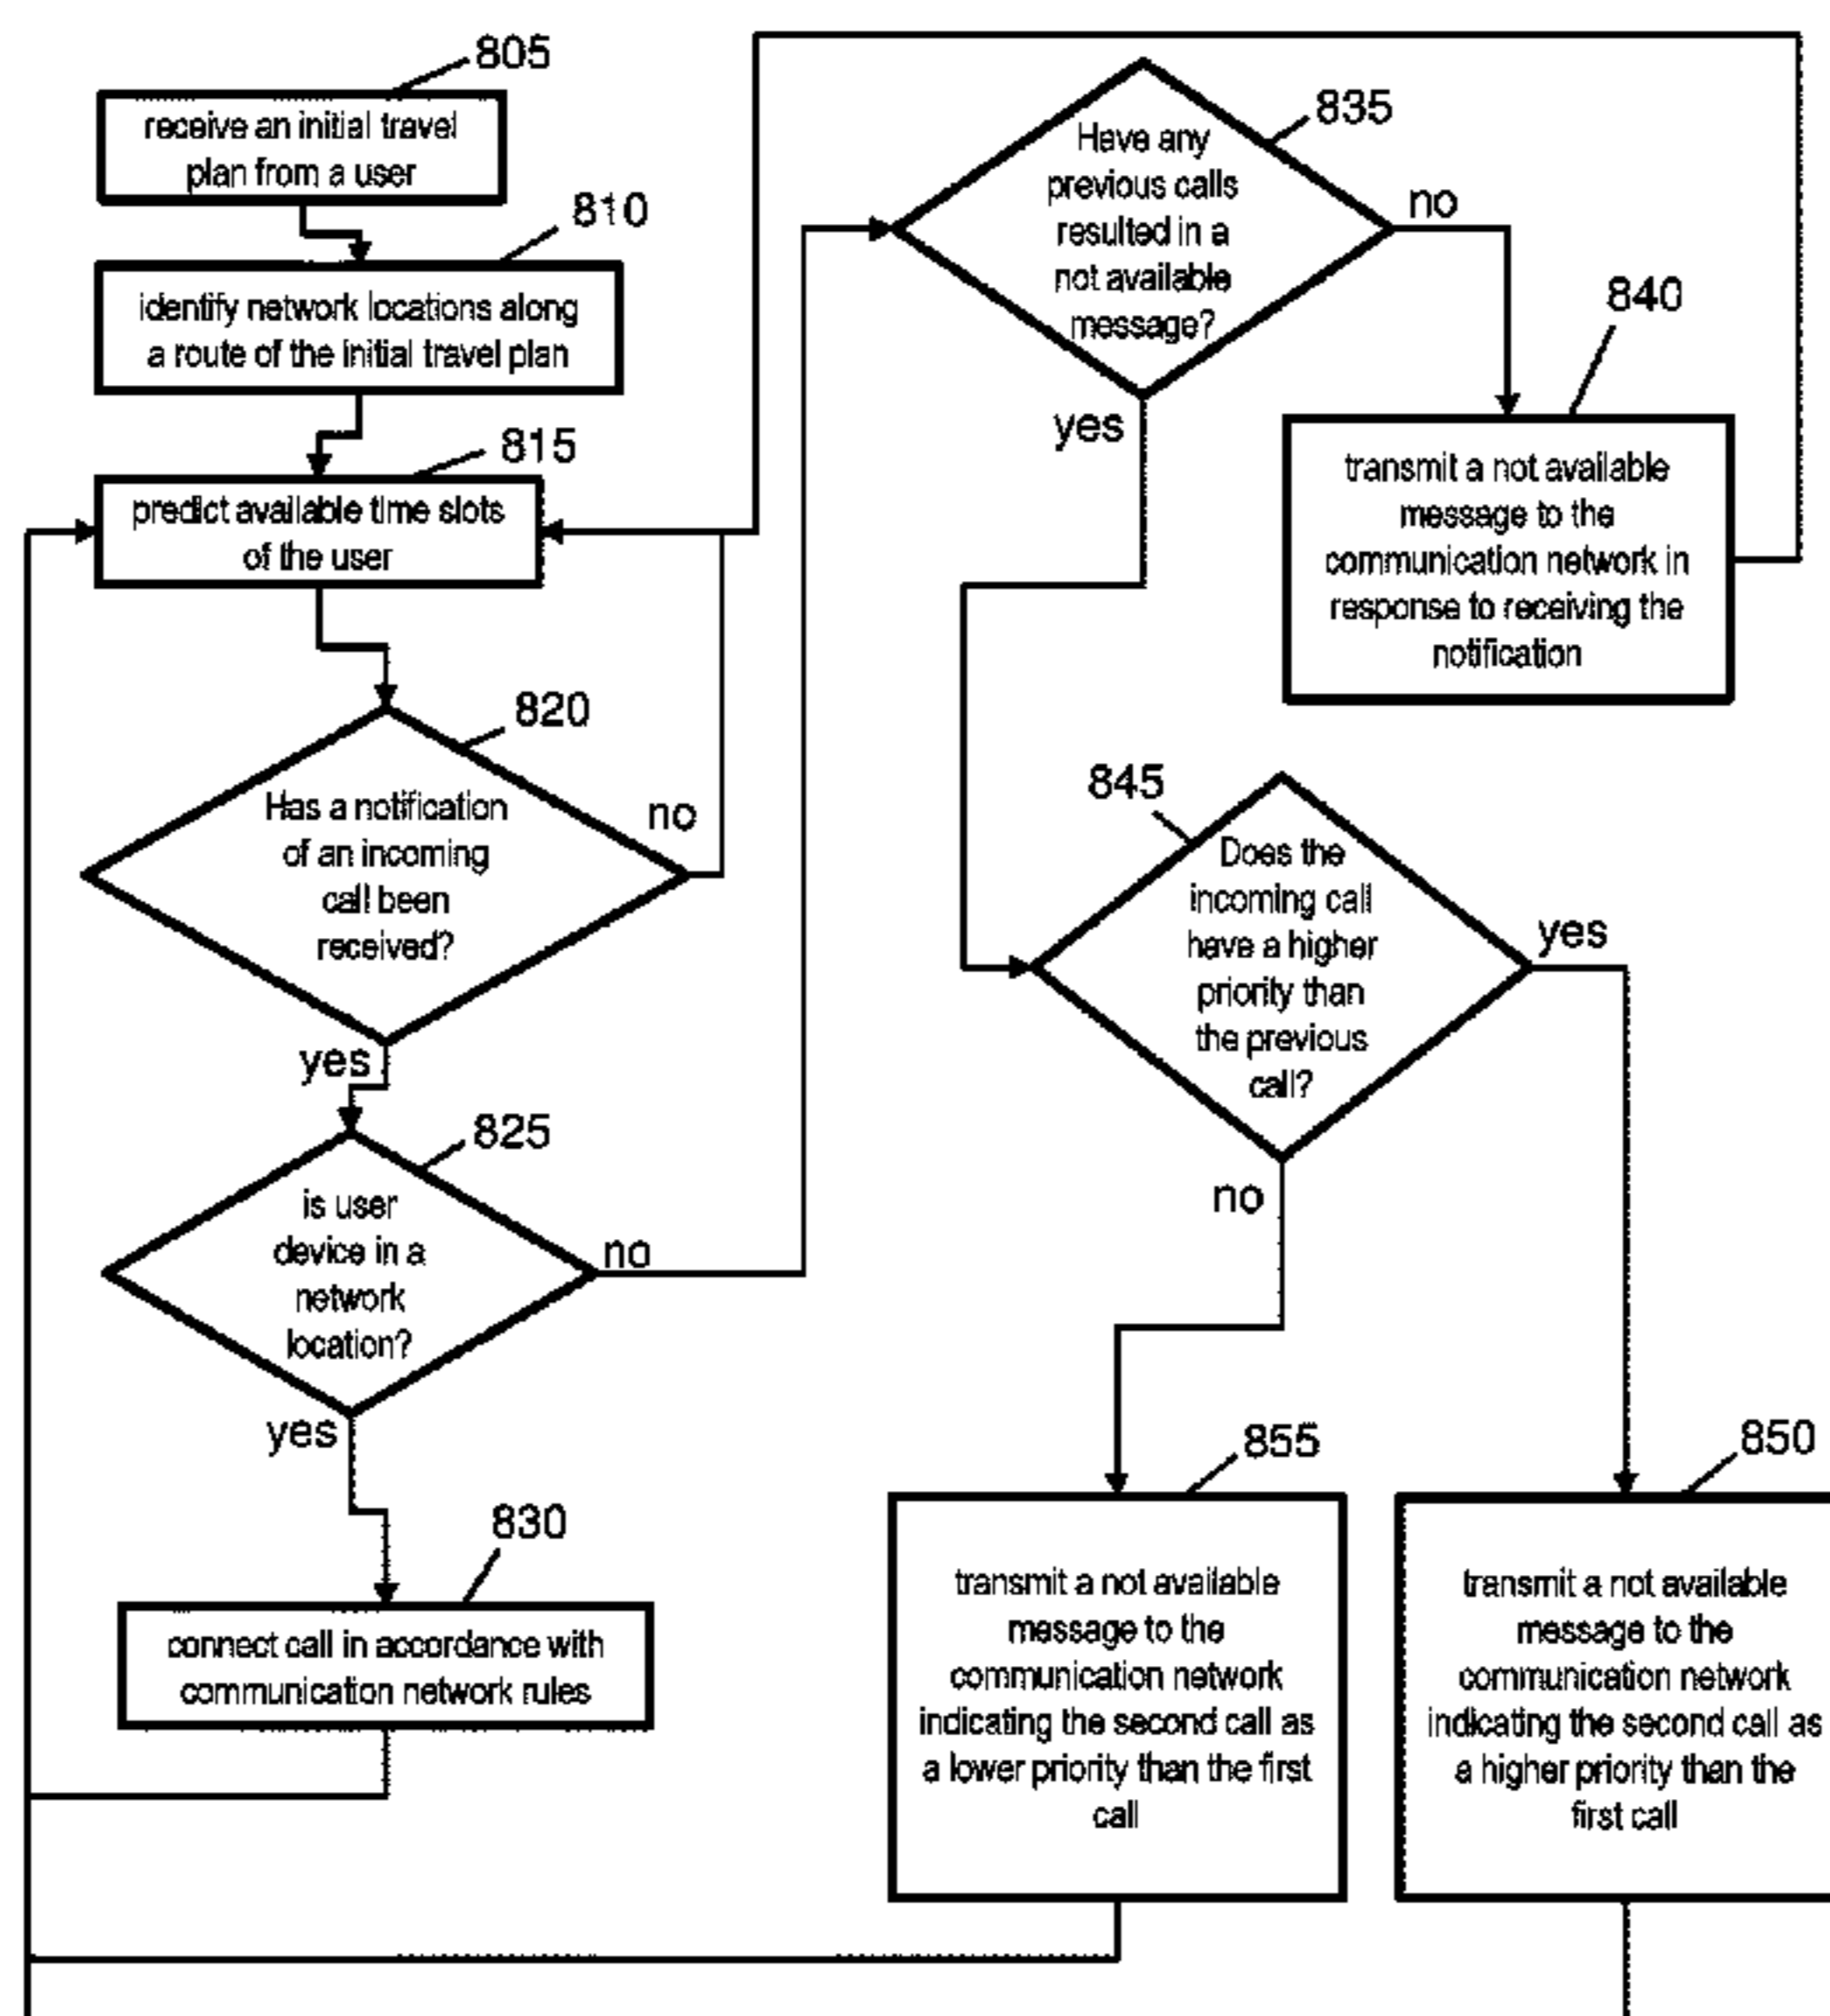 805
receive an initial travel
plan from a user
810
identify network locations along
a route of the initial travel plan
815
predict available time slots
of the user
820
Has a notification
of an incoming
call been
received?
no
yes
825
is user
device in a
network
location?
no
yes
830
connect call in accordance with
communication network rules
835
Have any
previous calls
resulted in a
not available
message?
no
yes
840
transmit a not available
message to the
communication network in
response to receiving the
notification
845
Does the
incoming call
have a higher
priority than
the previous
call?
yes
no
855
transmit a not available
message to the
communication network
indicating the second call as
a lower priority than the first
call
850
transmit a not available
message to the
communication network
indicating the second call as
a higher priority than the
first call